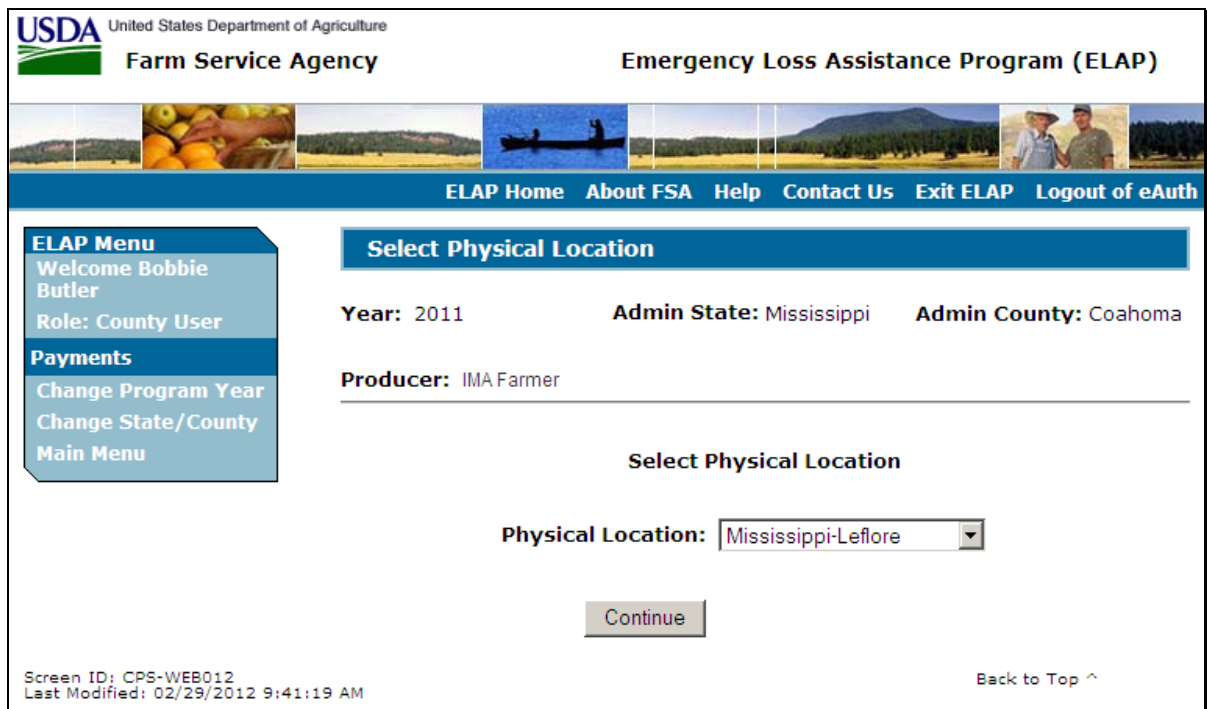 USDA United States Department of Agriculture
Farm Service Agency
Emergency Loss Assistance Program (ELAP)
ELAP Home About FSA Help Contact Us Exit ELAP Logout of eAuth
ELAP Menu
Welcome Bobbie
Butler
Role: County User
Payments
Change Program Year
Change State/County
Main Menu
Select Physical Location
Year: 2011 Admin State: Mississippi Admin County: Coahoma
Producer: IMA Farmer
Select Physical Location
Physical Location: Mississippi-Leflore
Continue
Screen ID: CPS-WEB012
Last Modified: 02/29/2012 9:41:19 AM
Back to Top ^